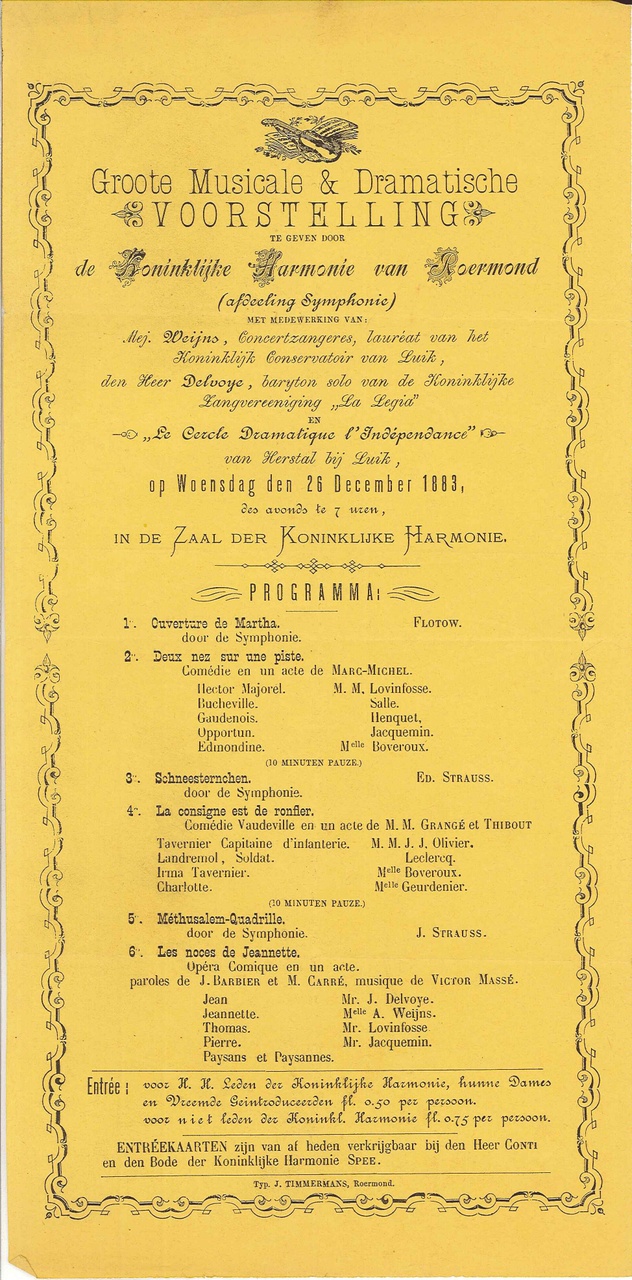 Groote Musicale & Dramatische
VOORSTELLING
TE GEVEN DOOR
de Koninklijke Harmonie van Roermond
(afdeeling Symphonie)
MET MEDEWERKING VAN:
Mej. Weijns, Concertzangeres, lauréat van het
Koninklijk Conservatoir van Luik,
den Heer Delvoye, baryton solo van de Koninklijke
Zangvereeniging „La Legia”
EN
„Le Cercle Dramatique l'Indépendance”
van Herstal bij Luik,
op Woensdag den 26 December 1883,
des avonds te 7 uren,
IN DE ZAAL DER KONINKLIJKE HARMONIE.
PROGRAMMA:
1°. Ouverture de Martha. FLOTOW.
door de Symphonie.
2°. Deux nez sur une piste.
Comédie en un acte de MARC-MICHEL.
Hector Majorel. M. M. Lovinfosse.
Bucheville. Salle.
Gaudenois. Henquet,
Opportun. Jacquemin.
Edmondine. Melle Boveroux.
(10 MINUTEN PAUZE.)
3°. Schneesternchen. ED. STRAUSS.
door de Symphonie.
4°. La consigne est de ronfler.
Comédie Vaudeville en un acte de M. M. GRANGÉ et THIBOUT
Tavernier Capitaine d'infanterie. M. M. J. J. Olivier.
Landremol, Soldat. Leclercq.
Irma Tavernier. Melle Boveroux.
Charlotte. Melle Geurdenier.
(10 MINUTEN PAUZE.)
5°. Méthusalem-Quadrille.
door de Symphonie. J. STRAUSS.
6°. Les noces de Jeannette.
Opéra Comique en un acte.
paroles de J. BARBIER et M. CARRÉ, musique de VICTOR MASSÉ.
Jean Mr. J. Delvoye.
Jeannette. Melle A. Weijns.
Thomas. Mr. Lovinfosse
Pierre. Mr. Jacquemin.
Paysans et Paysannes.
Entrée: voor H. H. Leden der Koninklijke Harmonie, hunne Dames
en Vreemde Geintroduceerden fl. 0.50 per persoon.
voor niet leden der Koninkl. Harmonie fl. 0.75 per persoon.
ENTRÉEKAARTEN zijn van af heden verkrijgbaar bij den Heer CONTI
en den Bode der Koninklijke Harmonie SPEE.
Typ. J. TIMMERMANS, Roermond.